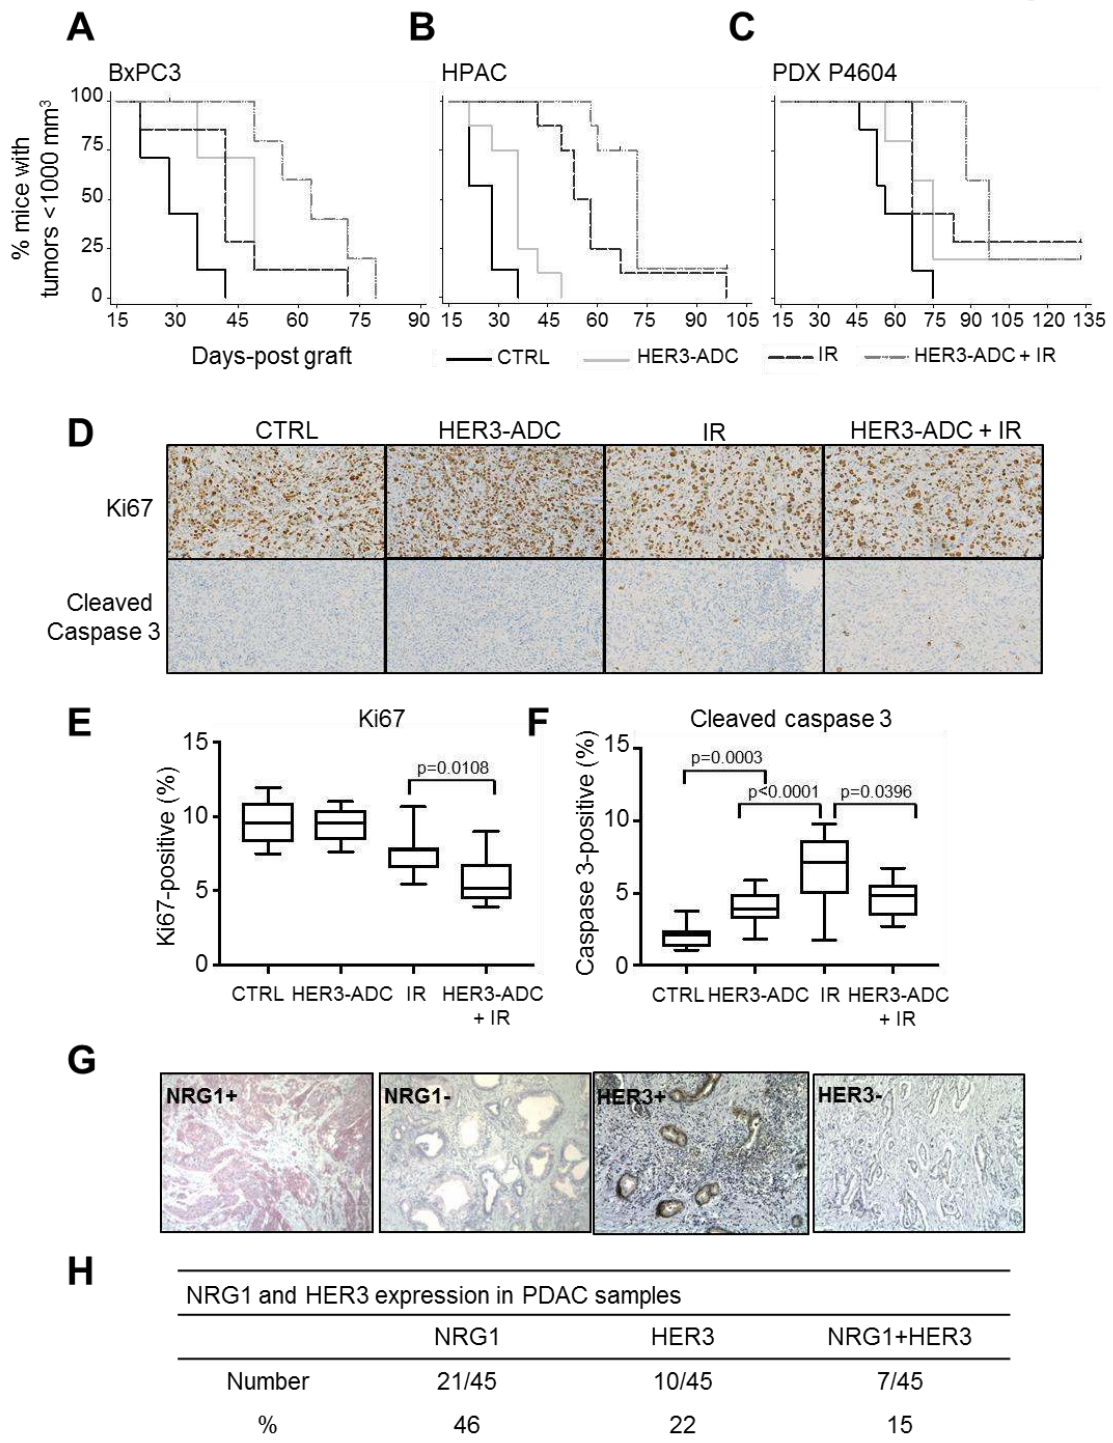 A
B
C
BxPC3
HPAC
PDX P4604
% mice with
tumors <1000 mm³
100
75
50
25
0
15 30 45 60 75 90
15 30 45 60 75 90 105
15 30 45 60 75 90 105 120 135
Days-post graft
CTRL HER3-ADC IR HER3-ADC + IR
D
CTRL HER3-ADC IR HER3-ADC + IR
Ki67
Cleaved
Caspase 3
E
Ki67
Ki67-positive (%)
15
10
5
0
p=0.0108
CTRL HER3-ADC IR HER3-ADC
+ IR
F
Cleaved caspase 3
Caspase 3-positive (%)
15
10
5
0
p=0.0003
p<0.0001
p=0.0396
CTRL HER3-ADC IR HER3-ADC
+ IR
G
NRG1+
NRG1-
HER3+
HER3-
H
NRG1 and HER3 expression in PDAC samples
NRG1 HER3 NRG1+HER3
Number 21/45 10/45 7/45
% 46 22 15